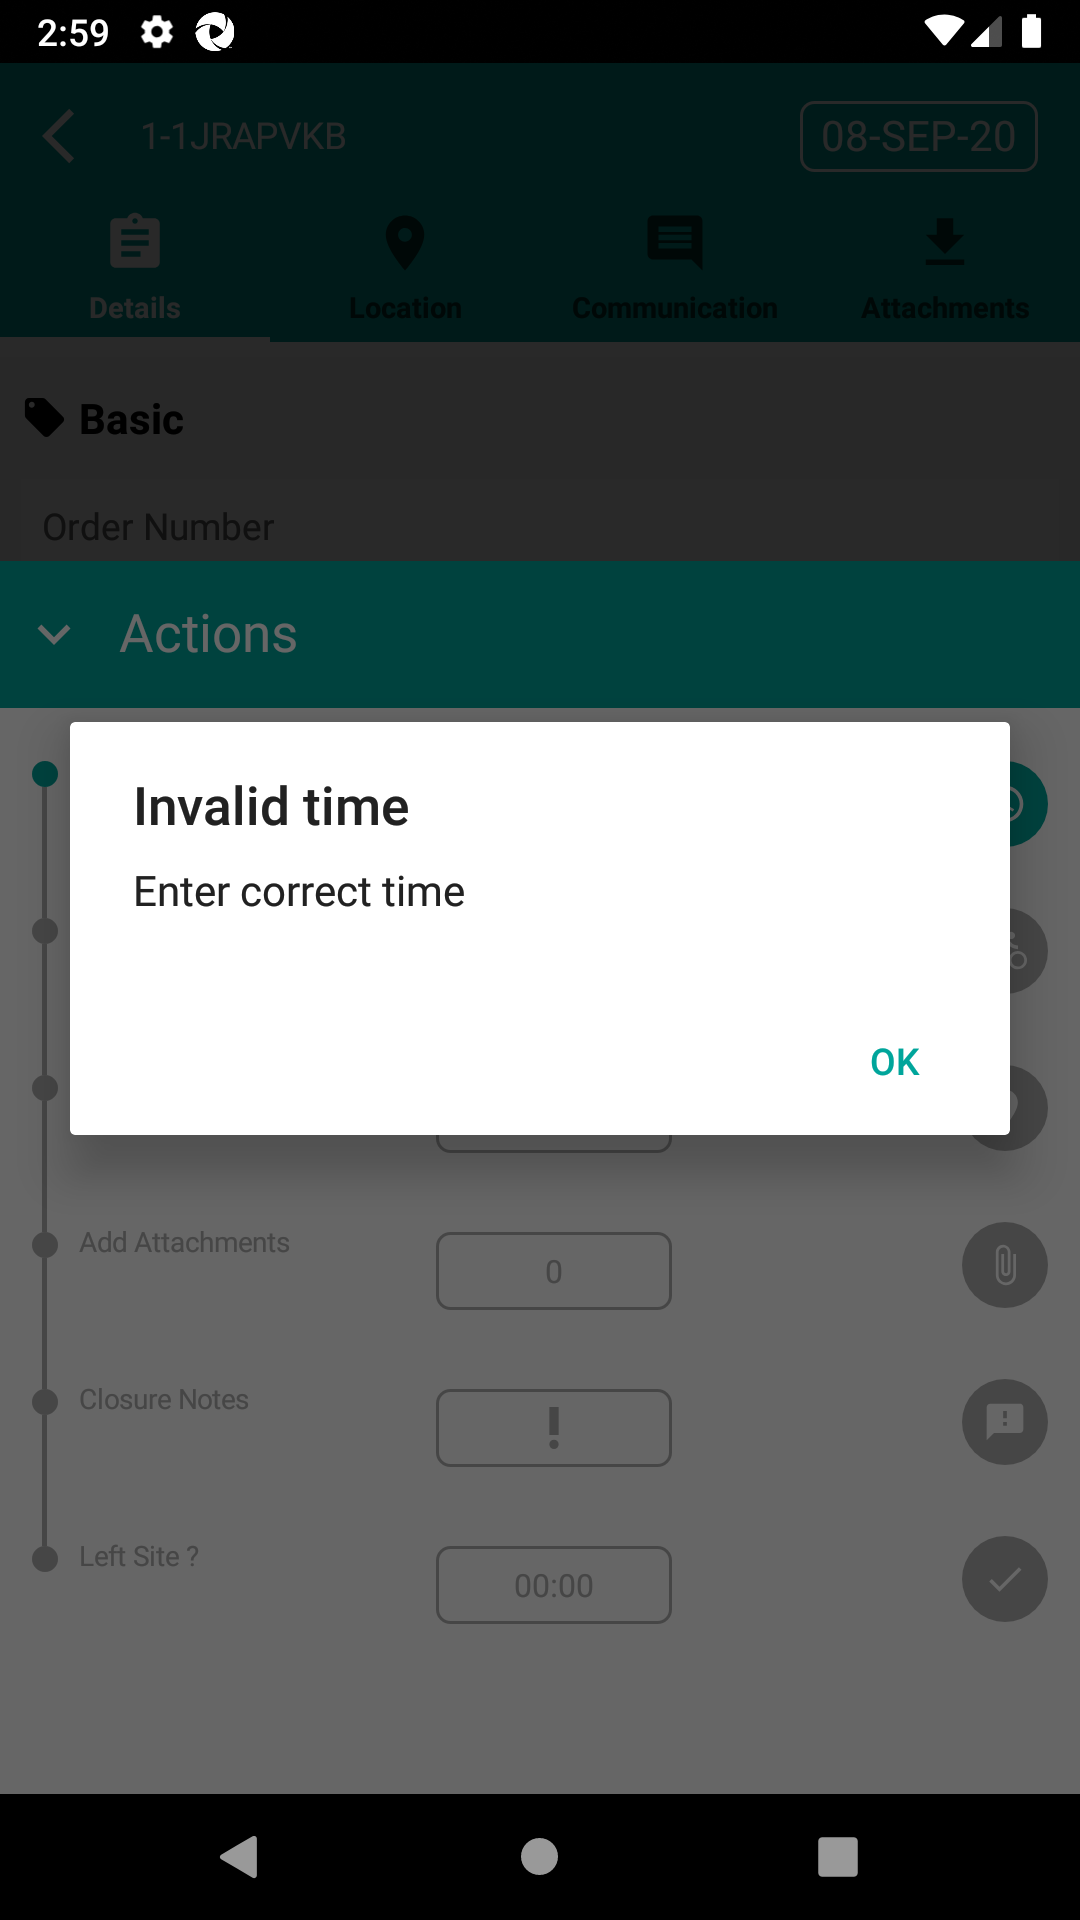 2:59
1-1JRAPVKB
08-SEP-20
Details
Location
Communication
Attachments
Basic
Order Number
Actions
Invalid time
Enter correct time
OK
Add Attachments
0
Closure Notes
!
Left Site ?
00:00